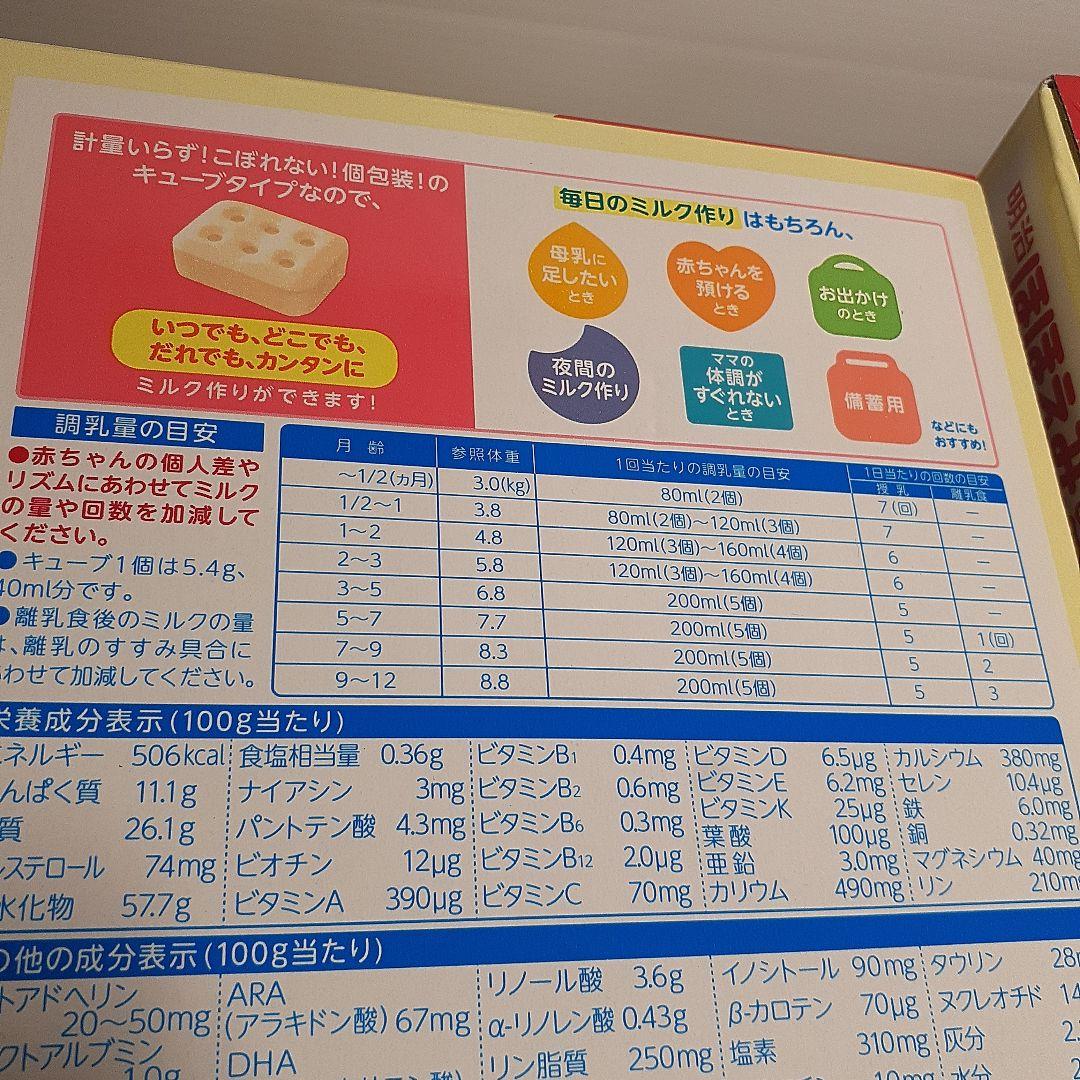 計量いらず!こぼれない!個包装!の
キューブタイプなので、
いつでも、どこでも、
だれでも、カンタンに
ミルク作りができます!
毎日のミルク作りはもちろん、
母乳に
足したい
とき
赤ちゃんを
預ける
とき
お出かけ
のとき
夜間の
ミルク作り
ママの
体調が
すぐれない
とき
備蓄用
などにも
おすすめ!
明治ほほえみ
調乳量の目安
●赤ちゃんの個人差や
リズムにあわせてミルク
の量や回数を加減して
ください。
●キューブ1個は5.4g、
40ml分です。
●離乳食後のミルクの量
、離乳のすすみ具合に
わせて加減してください。
月齢 参照体重 1回当たりの調乳量の目安 1日当たりの回数の目安
授乳 離乳食
～1/2(ヵ月) 3.0(kg) 80ml(2個) 7(回) —
1/2～1 3.8 80ml(2個)～120ml(3個) 7 —
1～2 4.8 120ml(3個)～160ml(4個) 6 —
2～3 5.8 120ml(3個)～160ml(4個) 6 —
3～5 6.8 200ml(5個) 5 —
5～7 7.7 200ml(5個) 5 1(回)
7～9 8.3 200ml(5個) 5 2
9～12 8.8 200ml(5個) 5 3
栄養成分表示(100g当たり)
エネルギー 506kcal 食塩相当量 0.36g ビタミンB1 0.4mg ビタミンD 6.5μg カルシウム 380mg
んぱく質 11.1g ナイアシン 3mg ビタミンB2 0.6mg ビタミンE 6.2mg セレン 10.4μg
質 26.1g パントテン酸 4.3mg ビタミンB6 0.3mg ビタミンK 25μg 鉄 6.0mg
レステロール 74mg ビオチン 12μg ビタミンB12 2.0μg 葉酸 100μg 銅 0.32mg
水化物 57.7g ビタミンA 390μg ビタミンC 70mg 亜鉛 3.0mg マグネシウム 40mg
カリウム 490mg リン 210mg
の他の成分表示(100g当たり)
トアドヘリン
20～50mg
クトアルブミン
1.0g
ARA
(アラキドン酸) 67mg
DHA
リノール酸 3.6g
α-リノレン酸 0.43g
リン脂質 250mg
イノシトール 90mg
β-カロテン 70μg
塩素 310mg
10mg
タウリン 28
ヌクレオチド 14
灰分 2.
水分